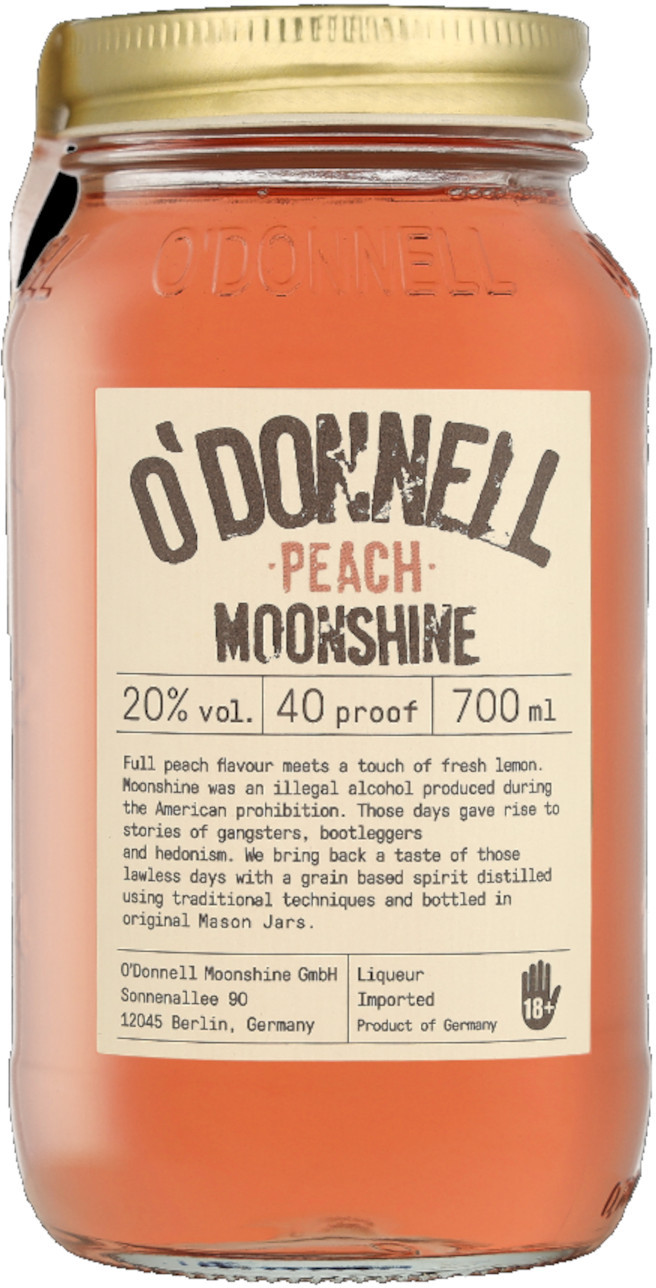 O'DONNELL
O'DONNELL
·PEACH·
MOONSHINE
20% vol. 40 proof 700 ml
Full peach flavour meets a touch of fresh lemon.
Moonshine was an illegal alcohol produced during
the American prohibition. Those days gave rise to
stories of gangsters, bootleggers
and hedonism. We bring back a taste of those
lawless days with a grain based spirit distilled
using traditional techniques and bottled in
original Mason Jars.
O'Donnell Moonshine GmbH
Sonnenallee 90
12045 Berlin, Germany
Liqueur
Imported
Product of Germany
18+